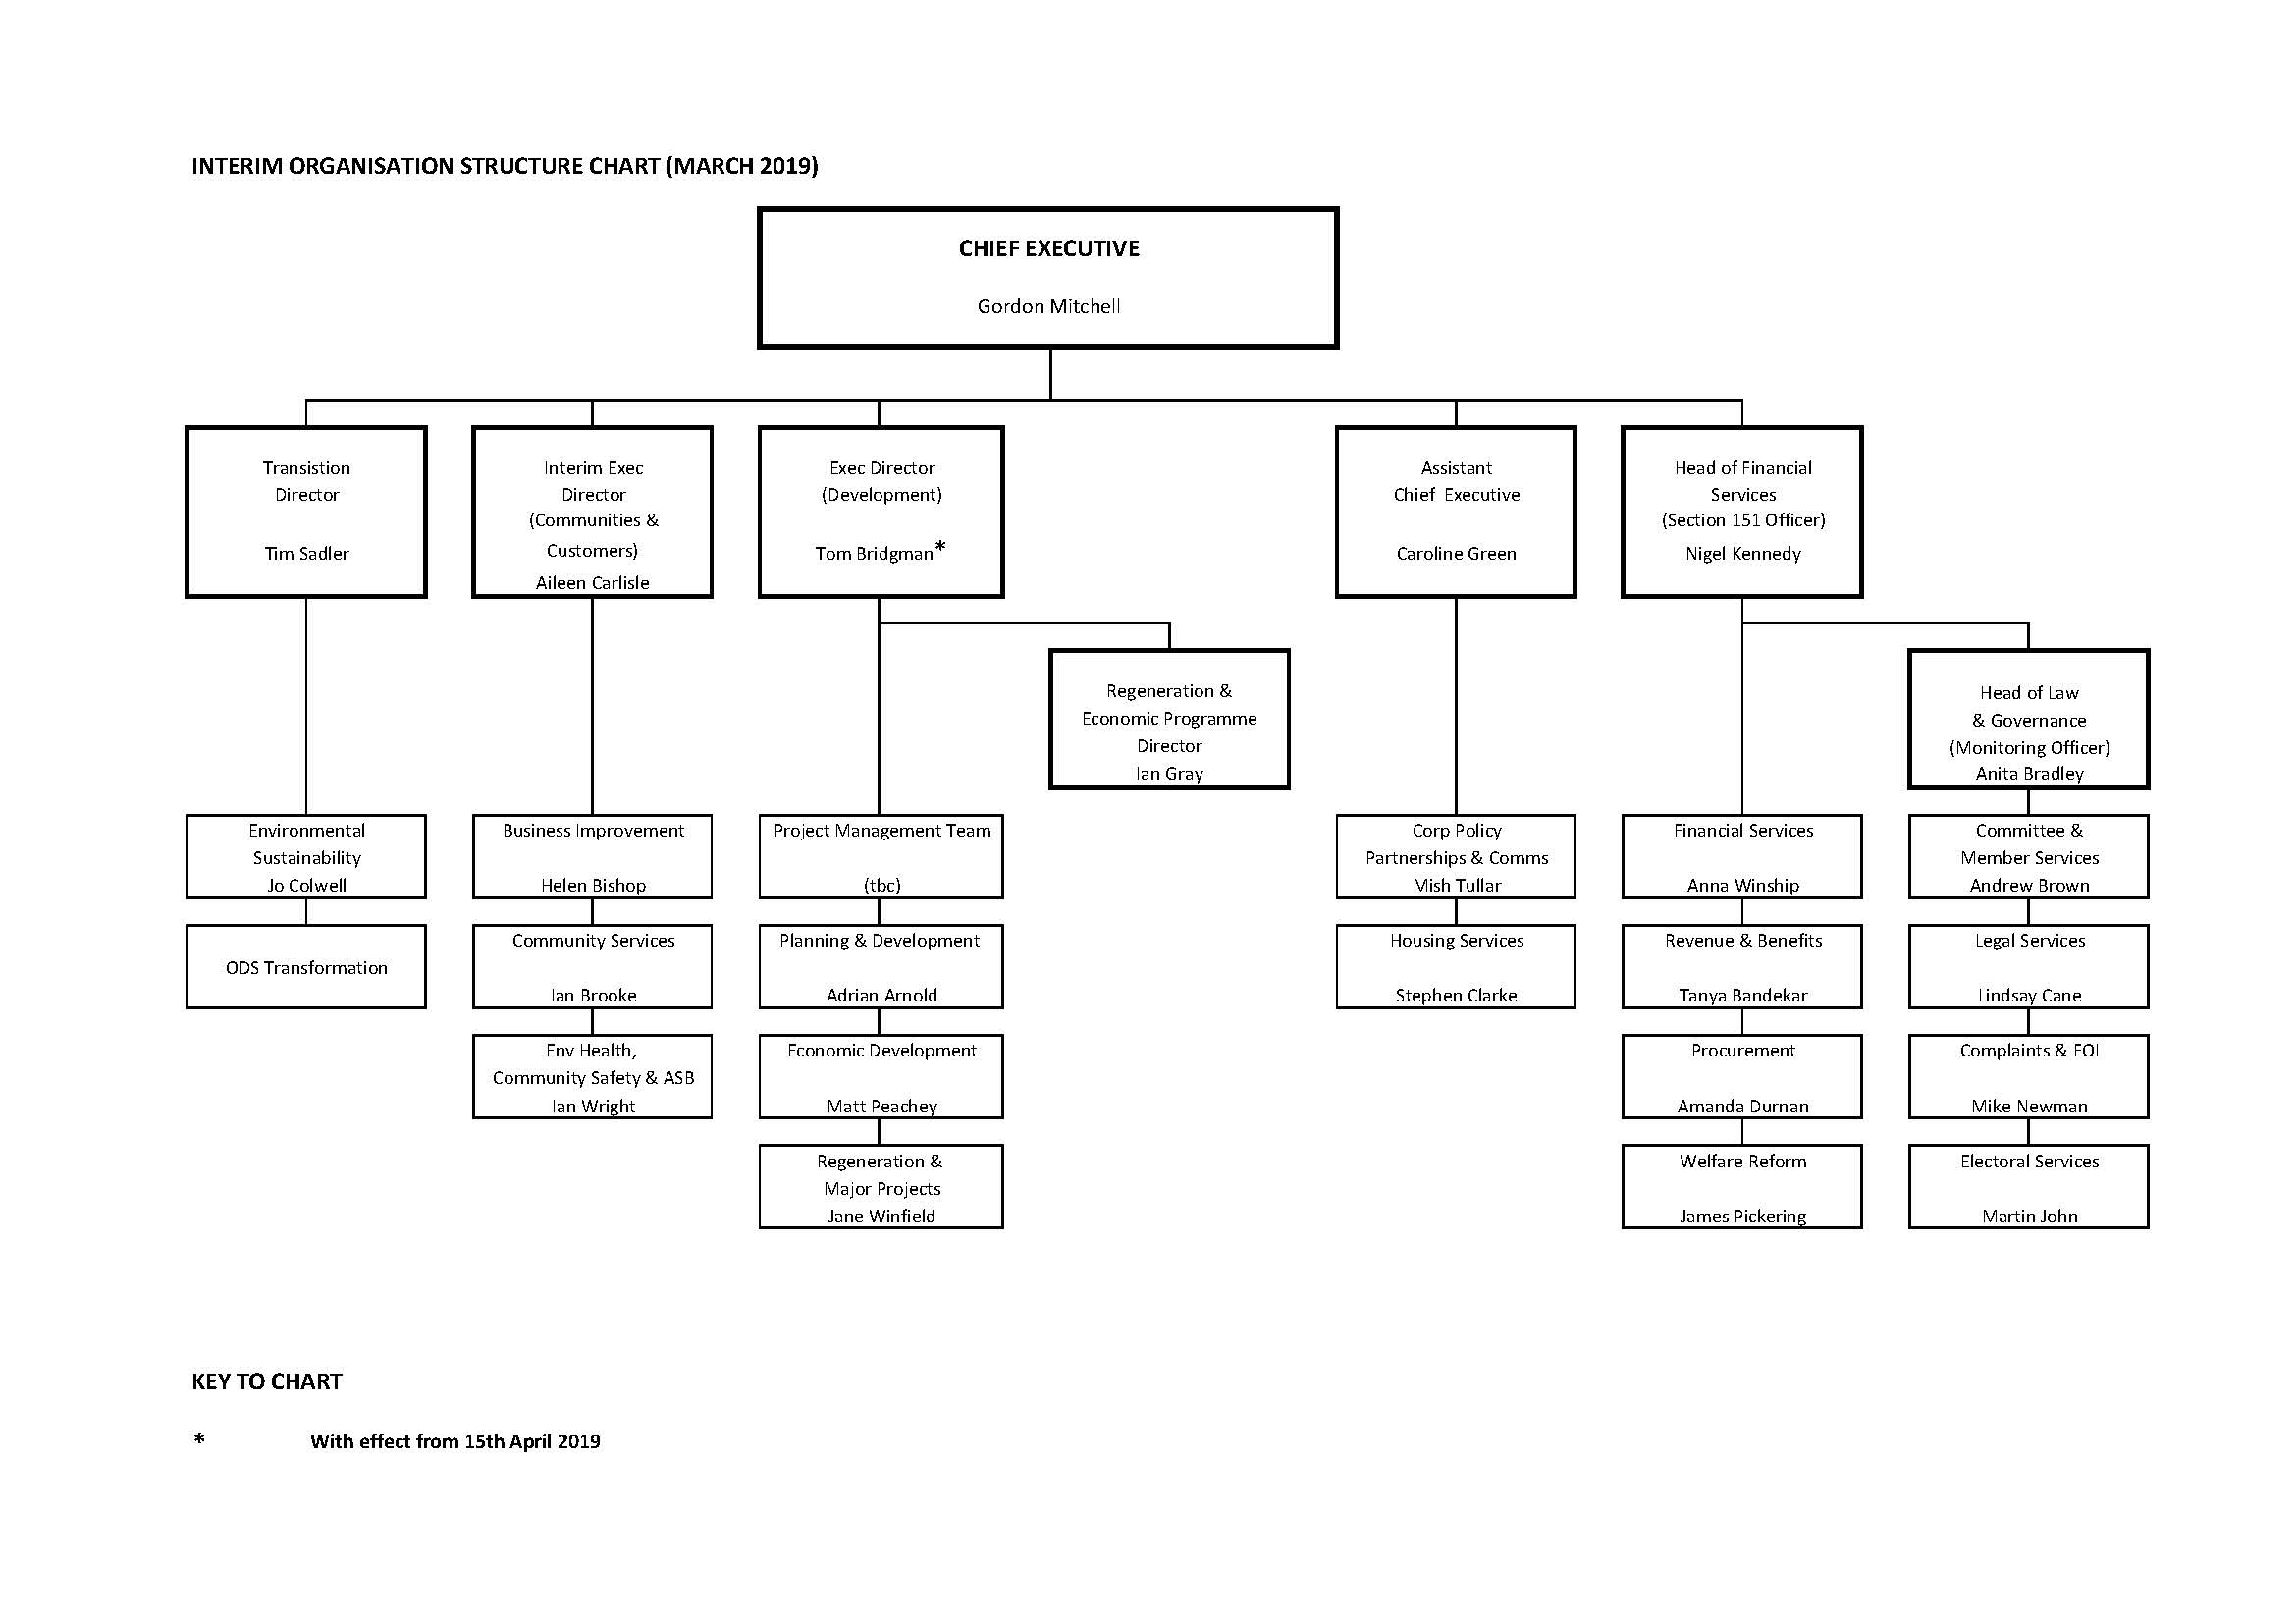 INTERIM ORGANISATION STRUCTURE CHART (MARCH 2019)
CHIEF EXECUTIVE
Gordon Mitchell
Transistion
Director
Tim Sadler
Interim Exec
Director
(Communities &
Customers)
Aileen Carlisle
Exec Director
(Development)
Tom Bridgman*
Assistant
Chief Executive
Caroline Green
Head of Financial
Services
(Section 151 Officer)
Nigel Kennedy
Regeneration &
Economic Programme
Director
Ian Gray
Head of Law
& Governance
(Monitoring Officer)
Anita Bradley
Environmental
Sustainability
Jo Colwell
Business Improvement
Helen Bishop
Project Management Team
(tbc)
Corp Policy
Partnerships & Comms
Mish Tullar
Financial Services
Anna Winship
Committee &
Member Services
Andrew Brown
ODS Transformation
Community Services
Ian Brooke
Planning & Development
Adrian Arnold
Housing Services
Stephen Clarke
Revenue & Benefits
Tanya Bandekar
Legal Services
Lindsay Cane
Env Health,
Community Safety & ASB
Ian Wright
Economic Development
Matt Peachey
Procurement
Amanda Durnan
Complaints & FOI
Mike Newman
Regeneration &
Major Projects
Jane Winfield
Welfare Reform
James Pickering
Electoral Services
Martin John
KEY TO CHART
* With effect from 15th April 2019